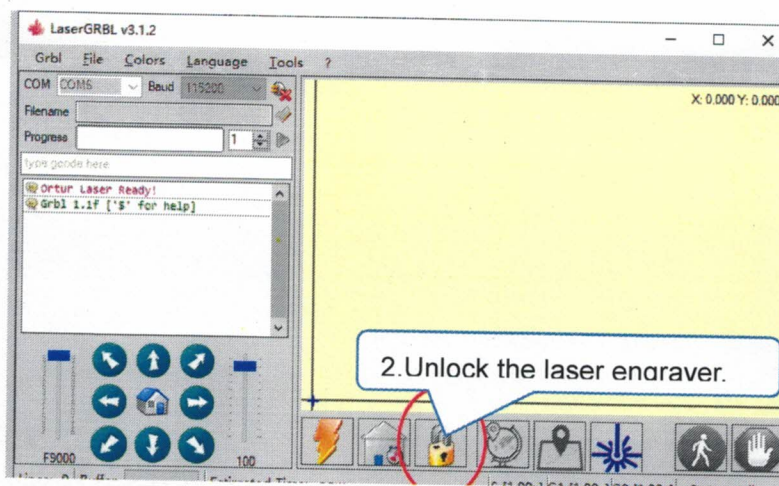 LaserGRBL v3.1.2
Grbl File Colors Language Tools ?
COM COM5 Baud 115200
X: 0.000 Y: 0.000
Filename
Progress 1
type gcode here
Ortur Laser Ready!
Grbl 1.1f ['$' for help]
2.Unlock the laser engraver.
F9000
100